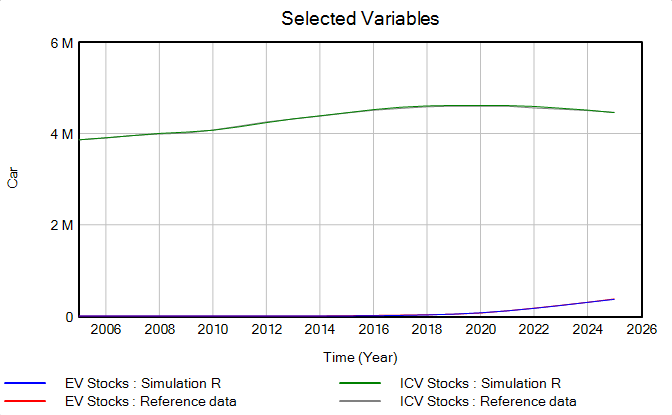 Selected Variables
6 M
4 M
2 M
0
Car
2006 2008 2010 2012 2014 2016 2018 2020 2022 2024 2026
Time (Year)
EV Stocks : Simulation R ICV Stocks : Simulation R
EV Stocks : Reference data ICV Stocks : Reference data